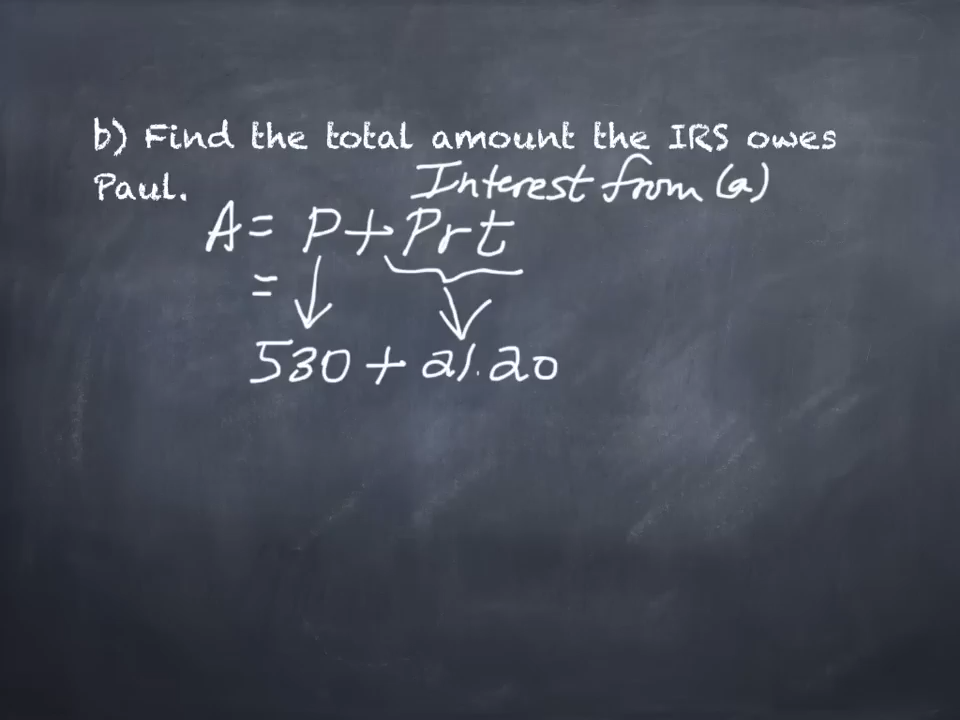 b) Find the total amount the IRS owes
Paul.
Interest from (a)
A = P + Prt
=
530 + 21.20